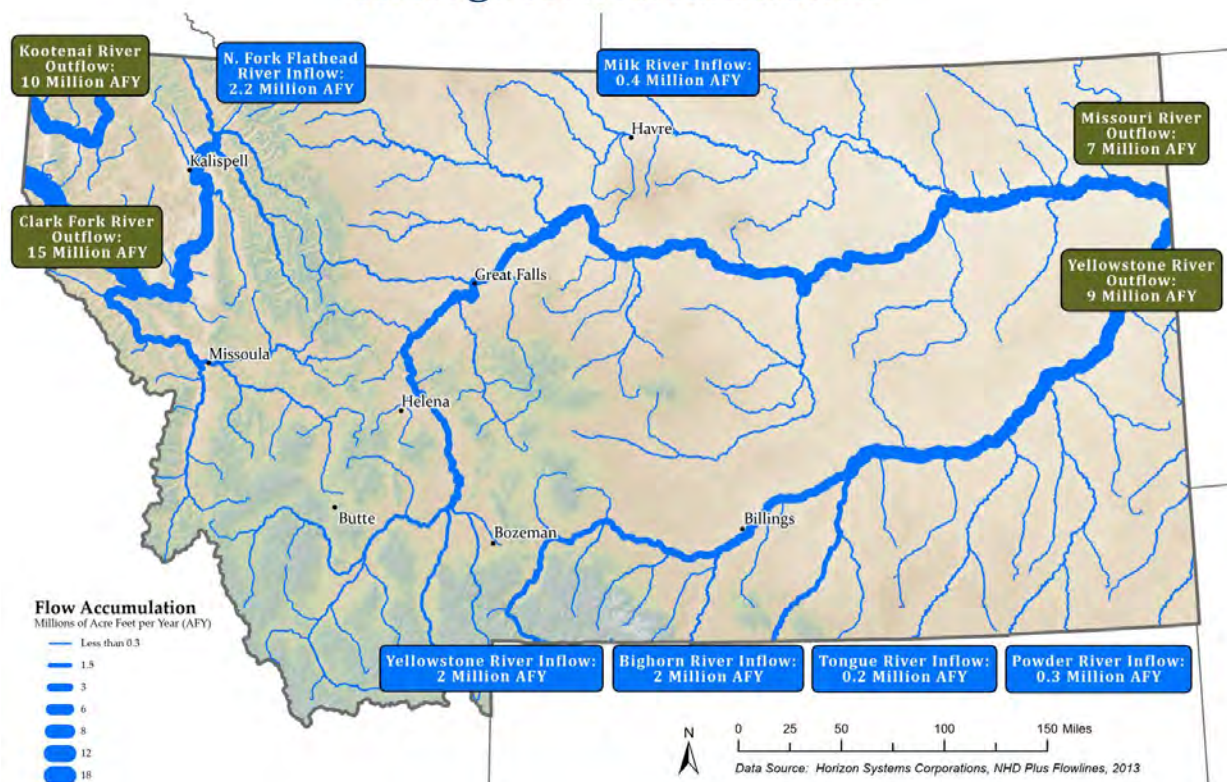 Kootenai River
Outflow:
10 Million AFY
N. Fork Flathead
River Inflow:
2.2 Million AFY
Milk River Inflow:
0.4 Million AFY
Havre
Missouri River
Outflow:
7 Million AFY
Kalispell
Clark Fork River
Outflow:
15 Million AFY
Great Falls
Yellowstone River
Outflow:
9 Million AFY
Missoula
Helena
Butte
Bozeman
Billings
Flow Accumulation
Millions of Acre Feet per Year (AFY)
Less than 0.3
1.5
3
6
8
12
18
Yellowstone River Inflow:
2 Million AFY
Bighorn River Inflow:
2 Million AFY
Tongue River Inflow:
0.2 Million AFY
Powder River Inflow:
0.3 Million AFY
N
0 25 50 100 150 Miles
Data Source: Horizon Systems Corporations, NHD Plus Flowlines, 2013